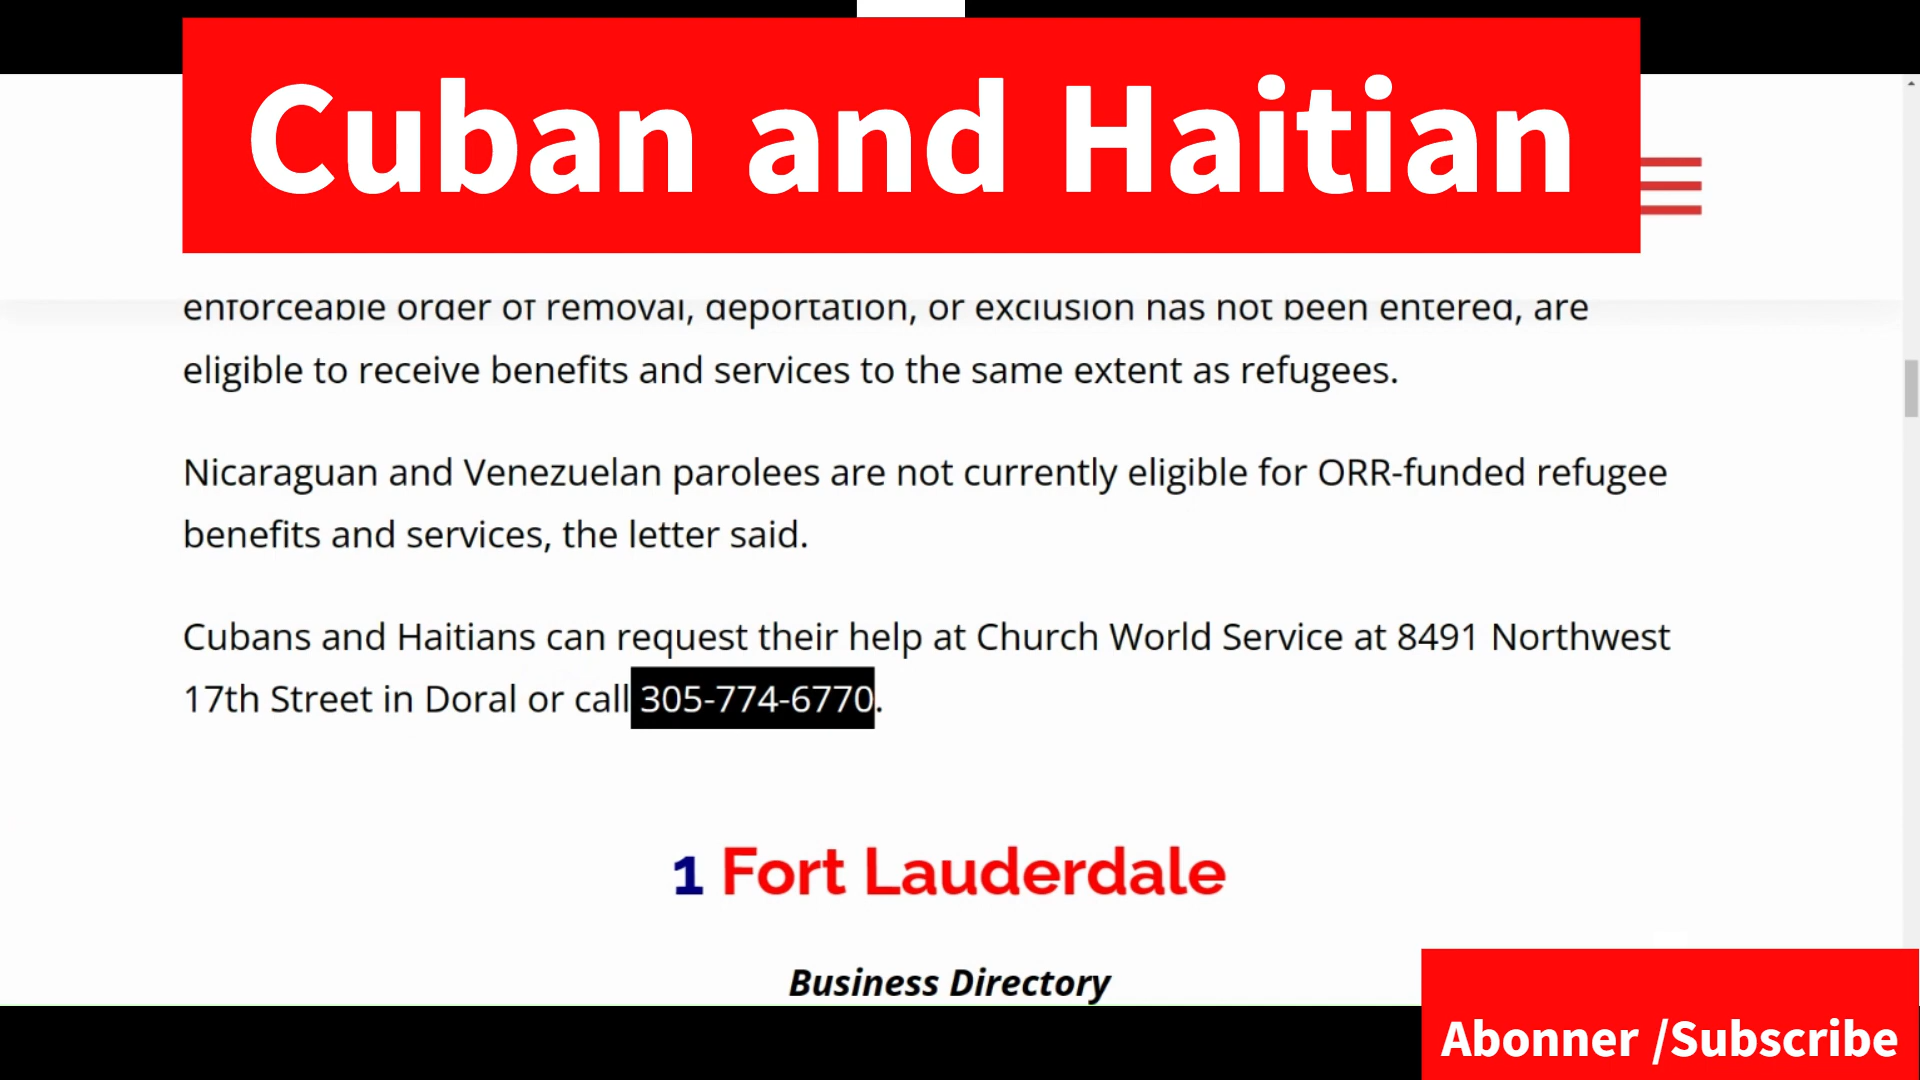 Cuban and Haitian
enforceable order of removal, deportation, or exclusion has not been entered, are
eligible to receive benefits and services to the same extent as refugees.
Nicaraguan and Venezuelan parolees are not currently eligible for ORR-funded refugee
benefits and services, the letter said.
Cubans and Haitians can request their help at Church World Service at 8491 Northwest
17th Street in Doral or call 305-774-6770.
1 Fort Lauderdale
Business Directory
Abonner /Subscribe